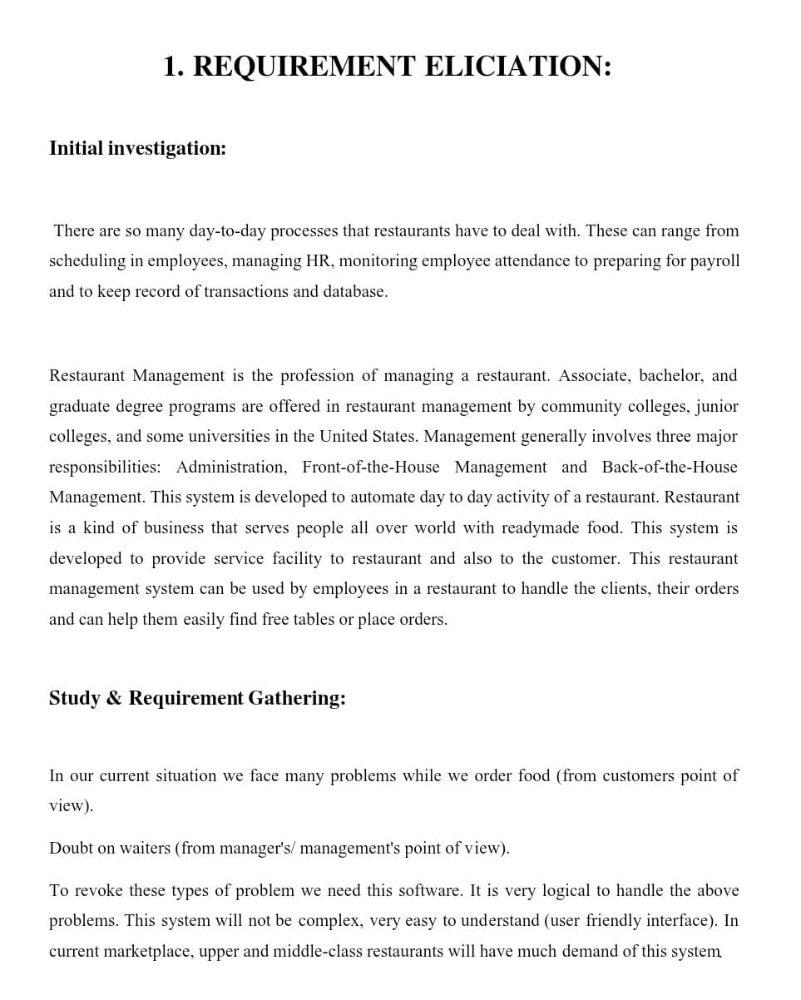 1. REQUIREMENT ELICIATION:
Initial investigation:
There are so many day-to-day processes that restaurants have to deal with. These can range from
scheduling in employees, managing HR, monitoring employee attendance to preparing for payroll
and to keep record of transactions and database.
Restaurant Management is the profession of managing a restaurant. Associate, bachelor, and
graduate degree programs are offered in restaurant management by community colleges, junior
colleges, and some universities in the United States. Management generally involves three major
responsibilities: Administration, Front-of-the-House Management and Back-of-the-House
Management. This system is developed to automate day to day activity of a restaurant. Restaurant
is a kind of business that serves people all over world with readymade food. This system is
developed to provide service facility to restaurant and also to the customer. This restaurant
management system can be used by employees in a restaurant to handle the clients, their orders
and can help them easily find free tables or place orders.
Study & Requirement Gathering:
In our current situation we face many problems while we order food (from customers point of
view).
Doubt on waiters (from manager's/ management's point of view).
To revoke these types of problem we need this software. It is very logical to handle the above
problems. This system will not be complex, very easy to understand (user friendly interface). In
current marketplace, upper and middle-class restaurants will have much demand of this system.